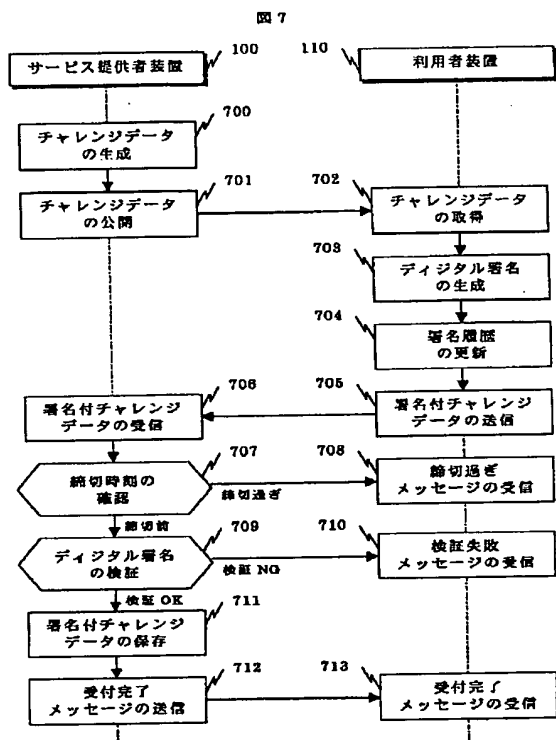 図7
サービス提供者装置
100
110
利用者装置
700
チャレンジデータ
の生成
701
チャレンジデータ
の公開
702
チャレンジデータ
の取得
703
ディジタル署名
の生成
704
署名履歴
の更新
706
署名付チャレンジ
データの受信
705
署名付チャレンジ
データの送信
707
締切時刻の
確認
締切過ぎ
708
締切過ぎ
メッセージの受信
締切前
709
ディジタル署名
の検証
検証 NG
710
検証失敗
メッセージの受信
検証 OK
711
署名付チャレンジ
データの保存
712
受付完了
メッセージの送信
713
受付完了
メッセージの受信